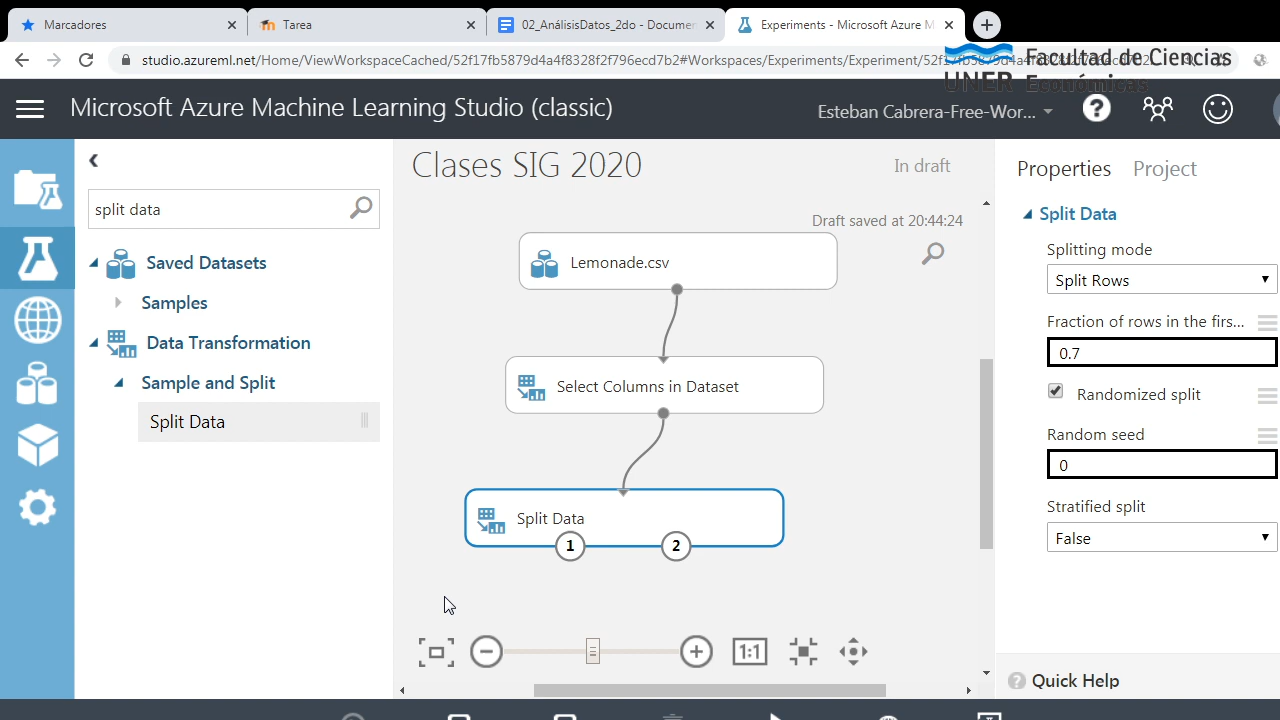 Marcadores
Tarea
02_AnálisisDatos_2do - Documen
Experiments - Microsoft Azure M
studio.azureml.net/Home/ViewWorkspaceCached/52f17fb5879d4a4f8328f2f796ecd7b2#Workspaces/Experiments/Experiment/
Facultad de Ciencias
UNER Económicas
Microsoft Azure Machine Learning Studio (classic)
Esteban Cabrera-Free-Wor...
?
split data
Saved Datasets
Samples
Data Transformation
Sample and Split
Split Data
Clases SIG 2020
In draft
Draft saved at 20:44:24
Lemonade.csv
Select Columns in Dataset
Split Data
1
2
1:1
Properties
Project
Split Data
Splitting mode
Split Rows
Fraction of rows in the firs...
0.7
Randomized split
Random seed
0
Stratified split
False
? Quick Help